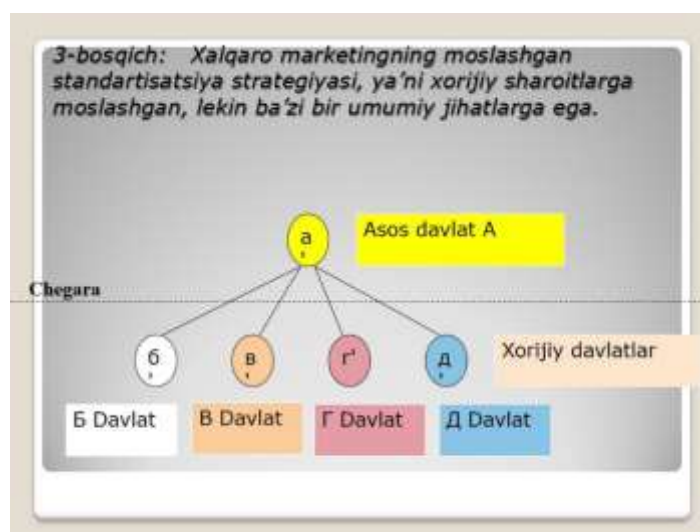 3-bosqich: Xalqaro marketingning moslashgan
standartisatsiya strategiyasi, ya’ni xorijiy sharoitlarga
moslashgan, lekin ba’zi bir umumiy jihatlarga ega.
а’
Asos davlat A
Chegara
б’
в’
г’
д’
Xorijiy davlatlar
Б Davlat
В Davlat
Г Davlat
Д Davlat